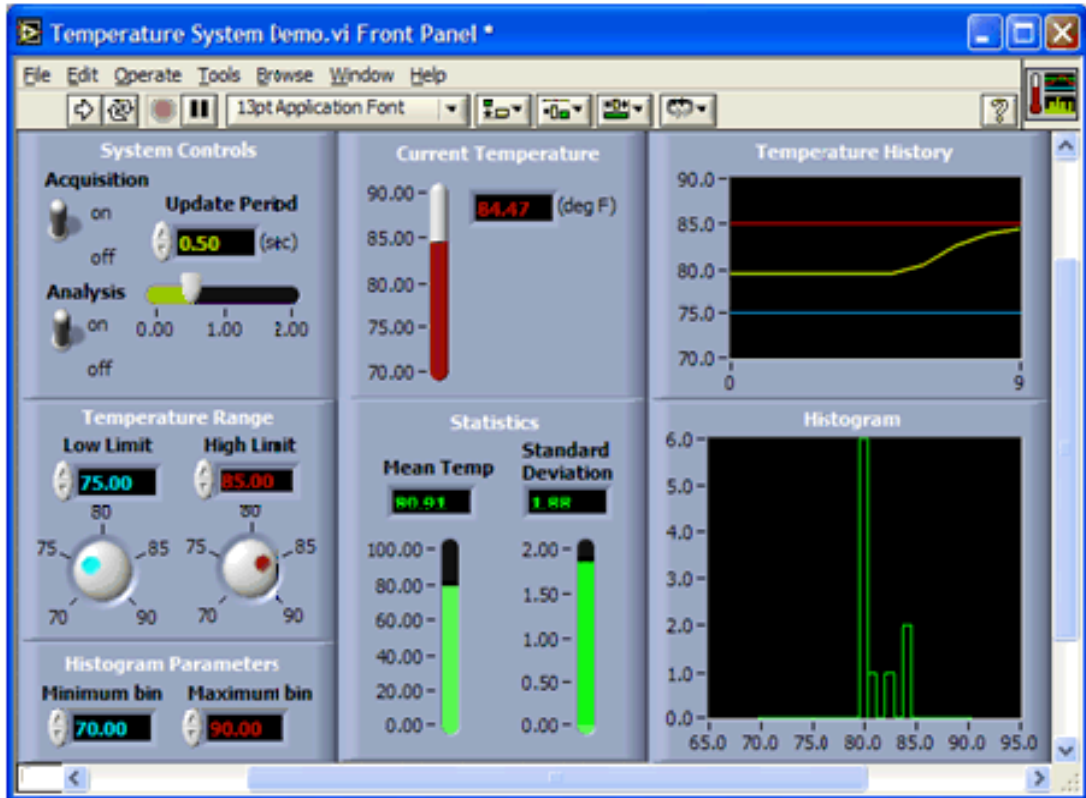 Temperature System Demo.vi Front Panel *
File Edit Operate Tools Browse Window Help
13pt Application Font
?
System Controls
Acquisition
on
off
Update Period
0.50 (sec)
Analysis
on
off
0.00 1.00 2.00
Current Temperature
90.00
85.00
80.00
75.00
70.00
84.47 (deg F)
Temperature History
90.0
85.0
80.0
75.0
70.0
0 9
Temperature Range
Low Limit High Limit
75.00 85.00
80 80
75 85 75 85
70 90 70 90
Histogram Parameters
Minimum bin Maximum bin
70.00 90.00
Statistics
Mean Temp
80.91
100.00
80.00
60.00
40.00
20.00
0.00
Standard
Deviation
1.88
2.00
1.50
1.00
0.50
0.00
Histogram
6.0
5.0
4.0
3.0
2.0
1.0
0.0
65.0 70.0 75.0 80.0 85.0 90.0 95.0